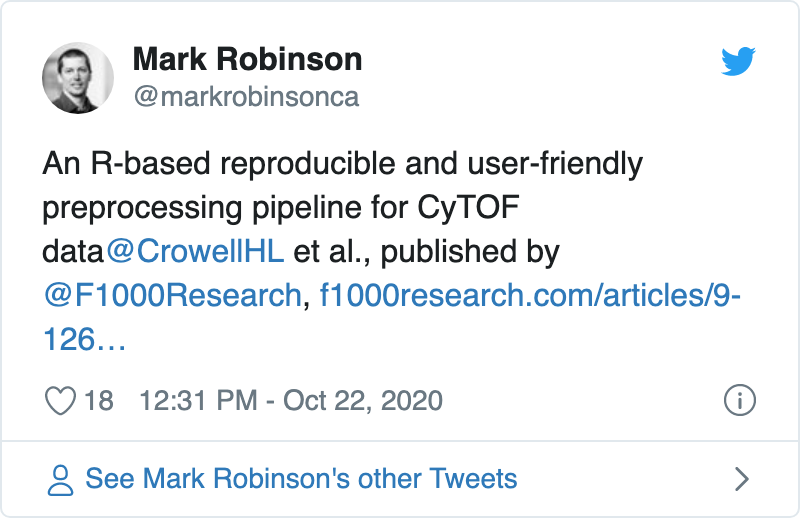 Mark Robinson
@markrobinsonca
An R-based reproducible and user-friendly
preprocessing pipeline for CyTOF
data@CrowellHL et al., published by
@F1000Research, f1000research.com/articles/9-
126…
18 12:31 PM - Oct 22, 2020
See Mark Robinson's other Tweets